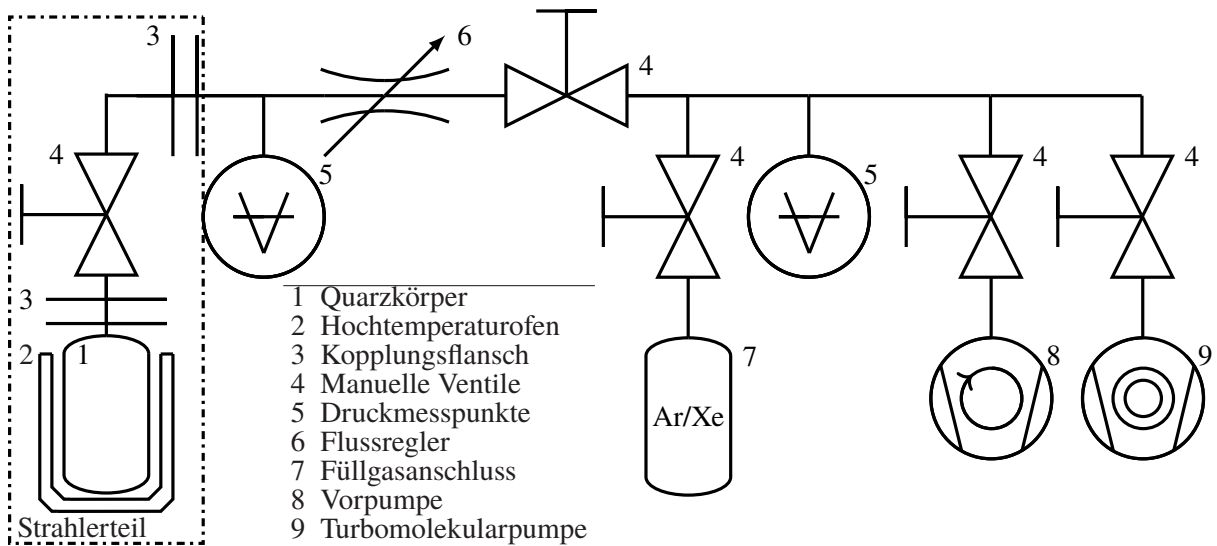 3
6
4
4
5
4
5
4
4
3
1 Quarzkörper
2 Hochtemperaturofen
3 Kopplungsflansch
4 Manuelle Ventile
5 Druckmesspunkte
6 Flussregler
7 Füllgasanschluss
8 Vorpumpe
9 Turbomolekularpumpe
2
1
7
8
9
Ar/Xe
Strahlerteil